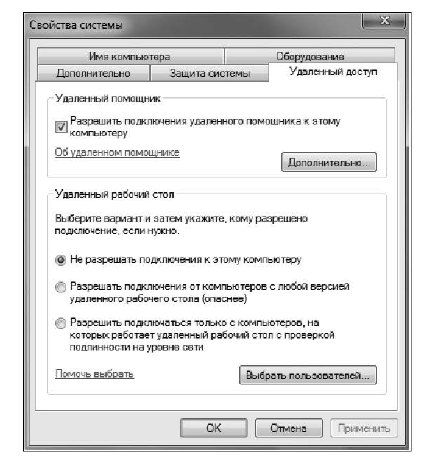 Свойства системы
Имя компьютера
Оборудование
Дополнительно
Защита системы
Удаленный доступ
Удаленный помощник
Разрешить подключения удаленного помощника к этому
компьютеру
Об удаленном помощнике
Дополнительно...
Удаленный рабочий стол
Выберите вариант и затем укажите, кому разрешено
подключение, если нужно.
Не разрешать подключения к этому компьютеру
Разрешать подключения от компьютеров с любой версией
удаленного рабочего стола (опаснее)
Разрешить подключаться только с компьютеров, на
которых работает удаленный рабочий стол с проверкой
подлинности на уровне сети
Помочь выбрать
Выбрать пользователей...
OK
Отмена
Применить